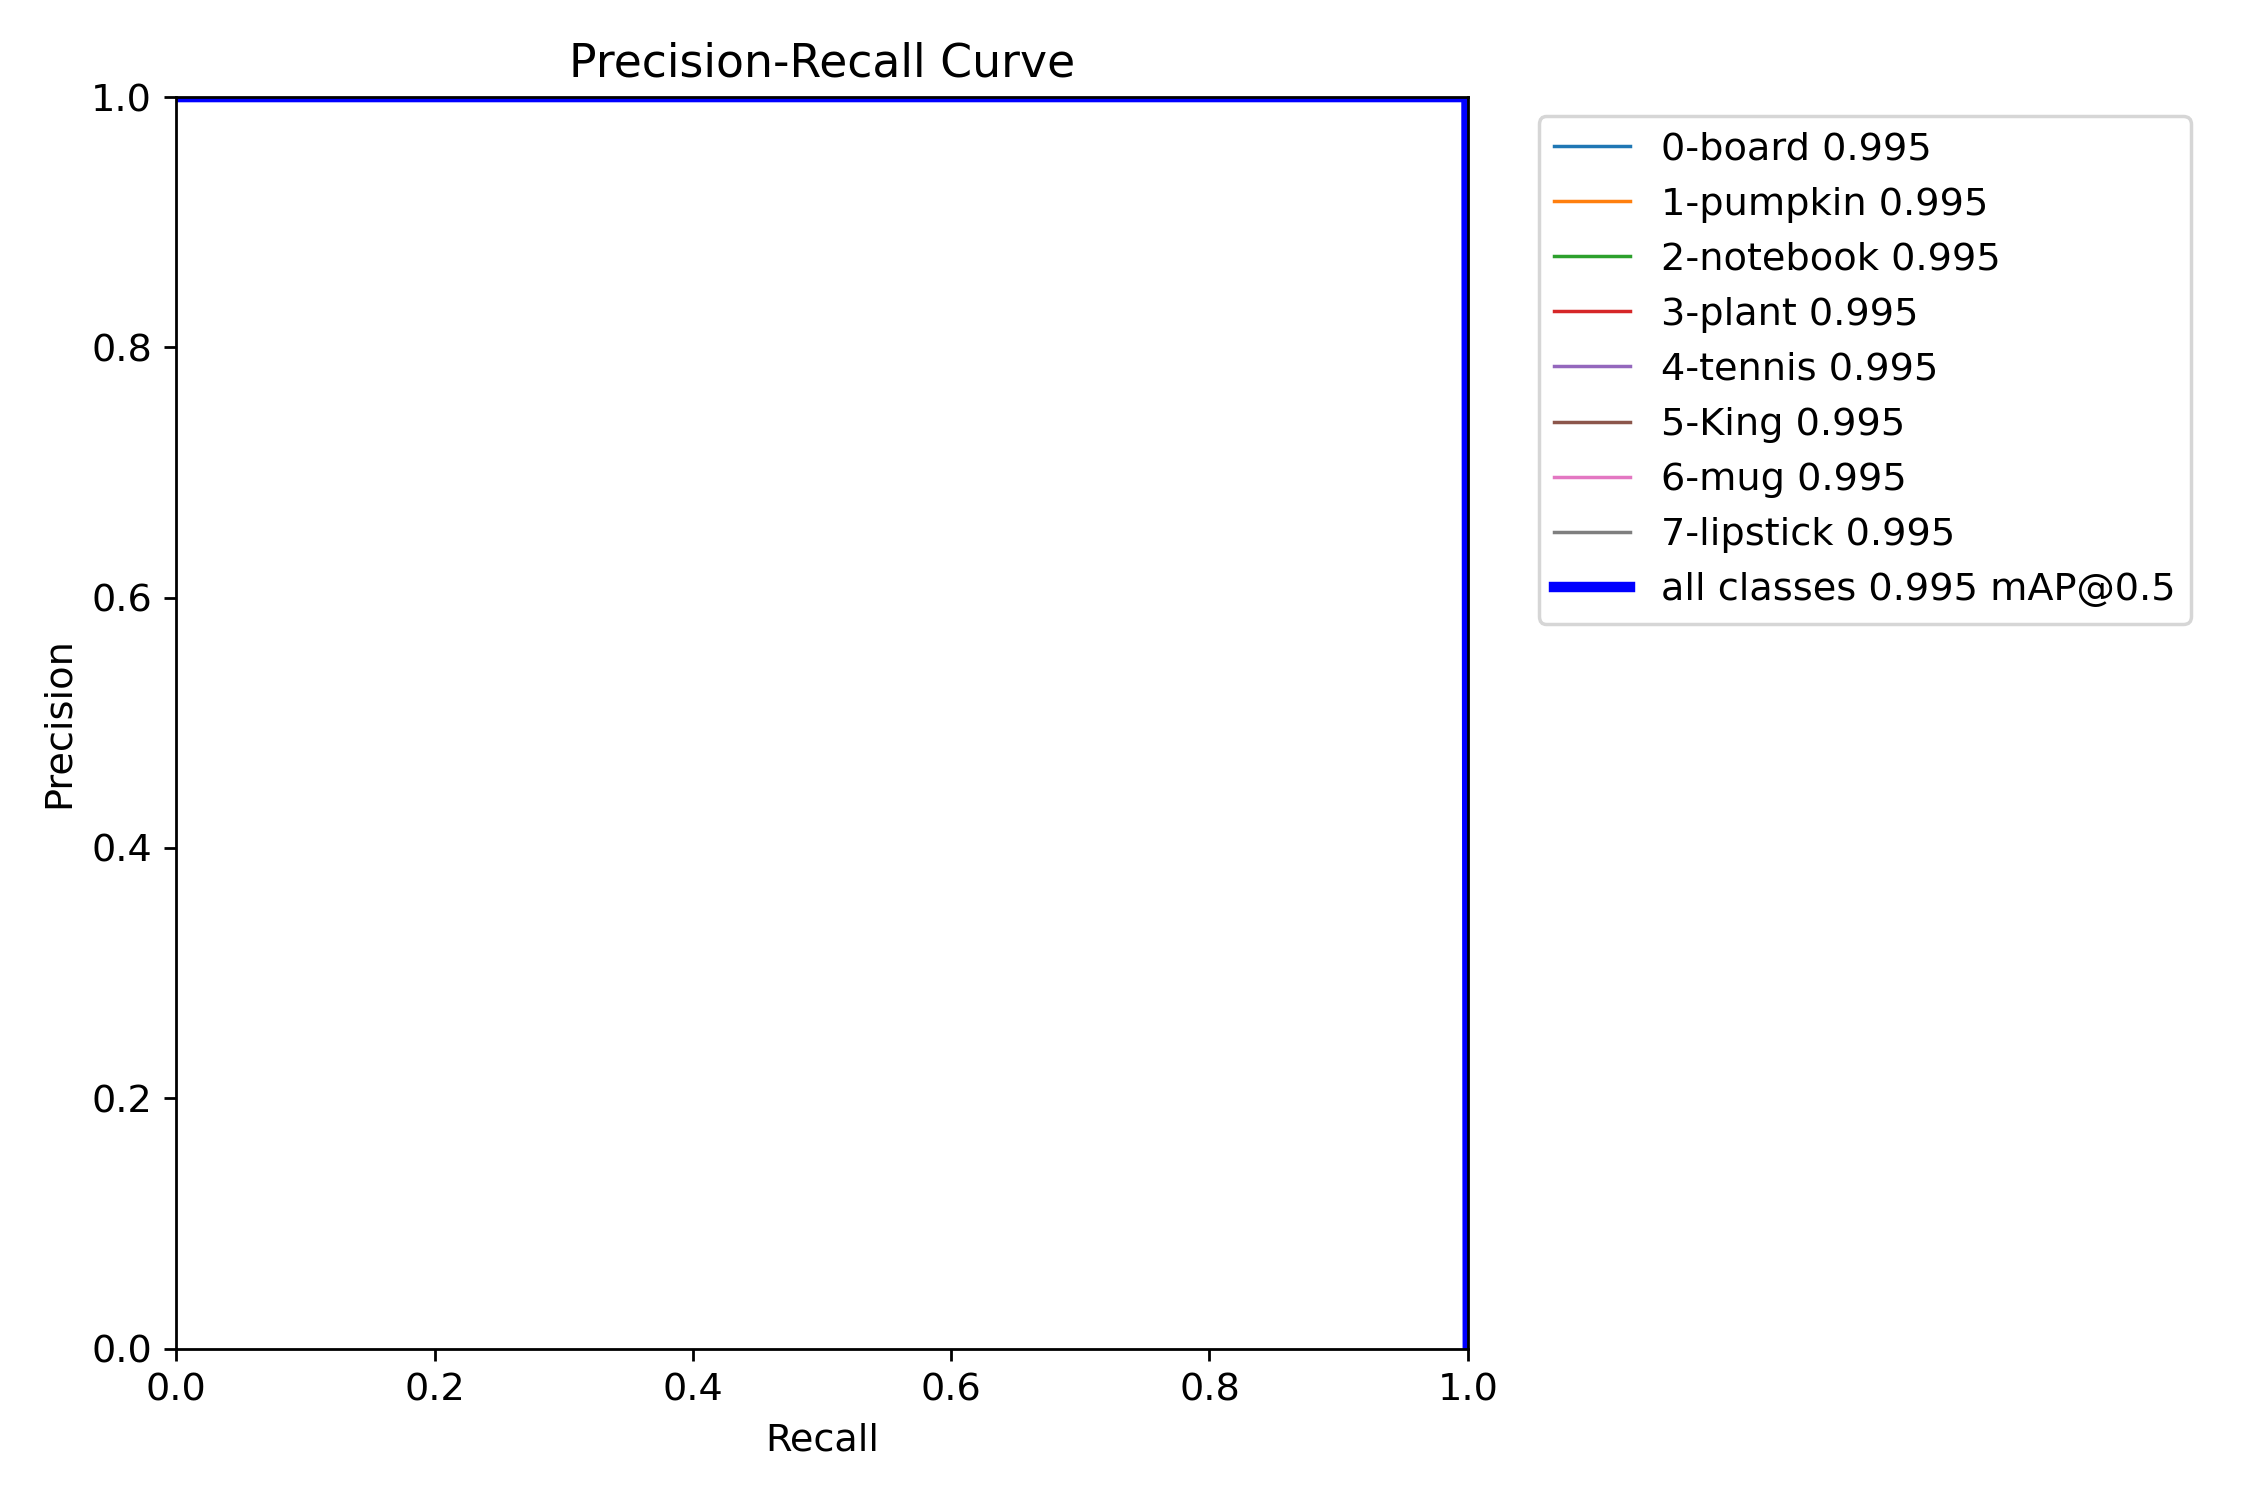 Precision-Recall Curve
1.0
0.8
0.6
0.4
0.2
0.0
Precision
0.0 0.2 0.4 0.6 0.8 1.0
Recall
0-board 0.995
1-pumpkin 0.995
2-notebook 0.995
3-plant 0.995
4-tennis 0.995
5-King 0.995
6-mug 0.995
7-lipstick 0.995
all classes 0.995 mAP@0.5